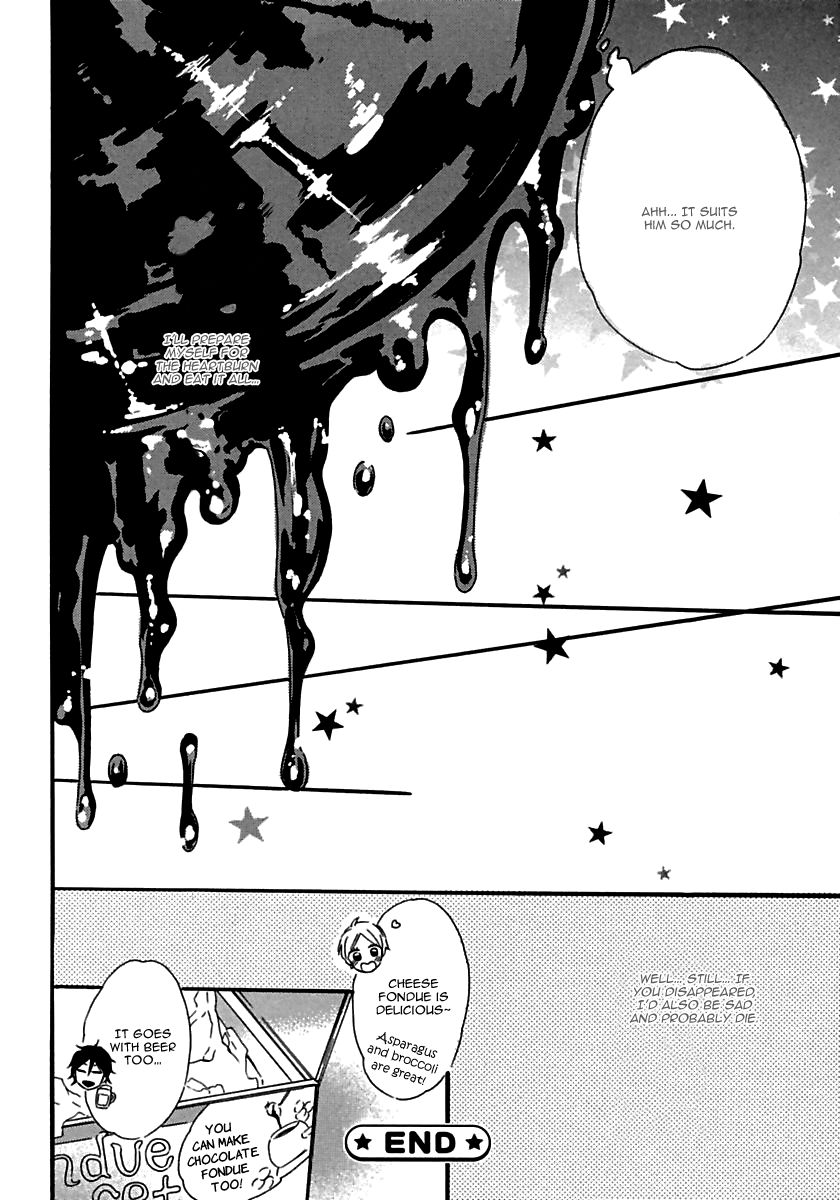 AHH... IT SUITS
HIM SO MUCH.
I'LL PREPARE
MYSELF FOR
THE HEARTBURN
AND EAT IT ALL...
WELL... STILL... IF
YOU DISAPPEARED,
I'D ALSO BE SAD
AND PROBABLY DIE.
CHEESE
FONDUE IS
DELICIOUS~
Asparagus
and broccoli
are great!
IT GOES
WITH BEER
TOO...
YOU
CAN MAKE
CHOCOLATE
FONDUE
TOO!
ndue
set
★ END ★